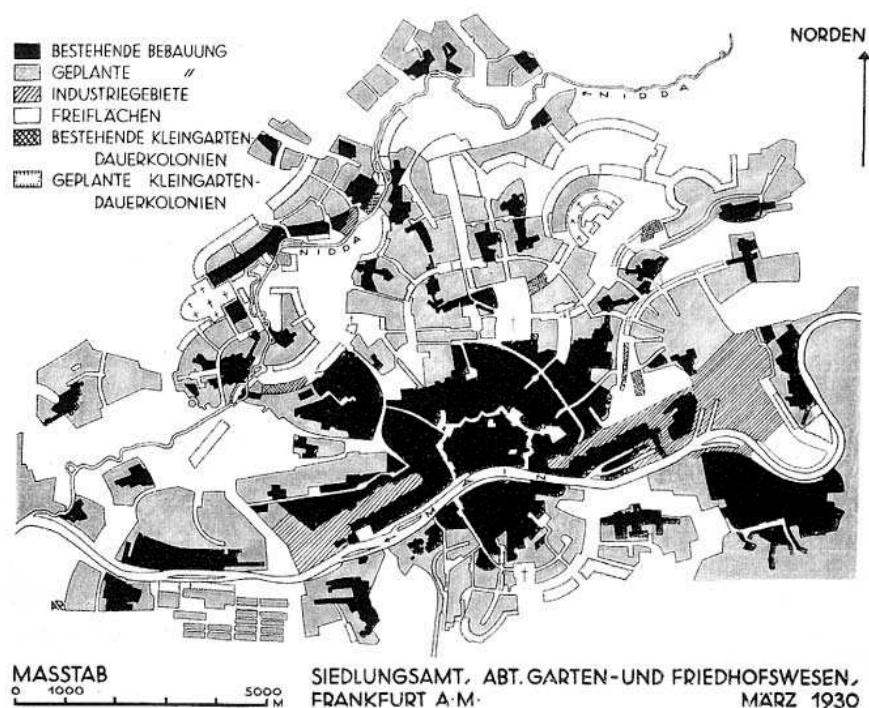 BESTEHENDE BEBAUUNG
GEPLANTE 〃
INDUSTRIEGEBIETE
FREIFLÄCHEN
BESTEHENDE KLEINGARTEN-
DAUERKOLONIEN
GEPLANTE KLEINGARTEN-
DAUERKOLONIEN
NORDEN
NIDDA
NIDDA
MAIN
MASSTAB
0 1000 5000 M
SIEDLUNGSAMT, ABT. GARTEN- UND FRIEDHOFSWESEN,
FRANKFURT A·M· MÄRZ 1930